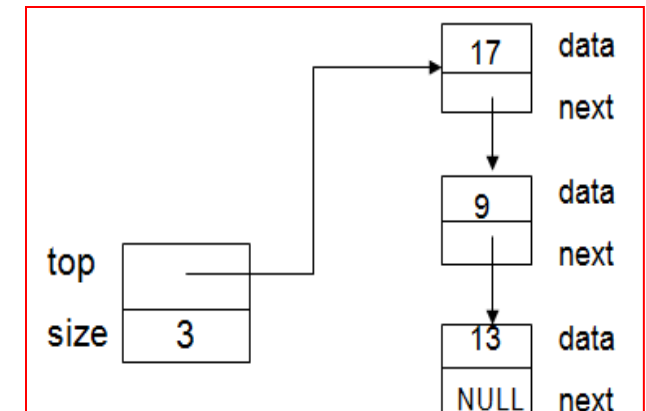 17 data
next
9 data
next
top
size 3
13 data
NULL next